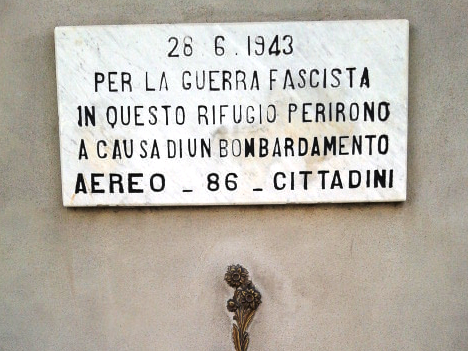 28.6.1943
PER LA GUERRA FASCISTA
IN QUESTO RIFUGIO PERIRONO
A CAUSA DI UN BOMBARDAMENTO
AEREO _ 86 _ CITTADINI